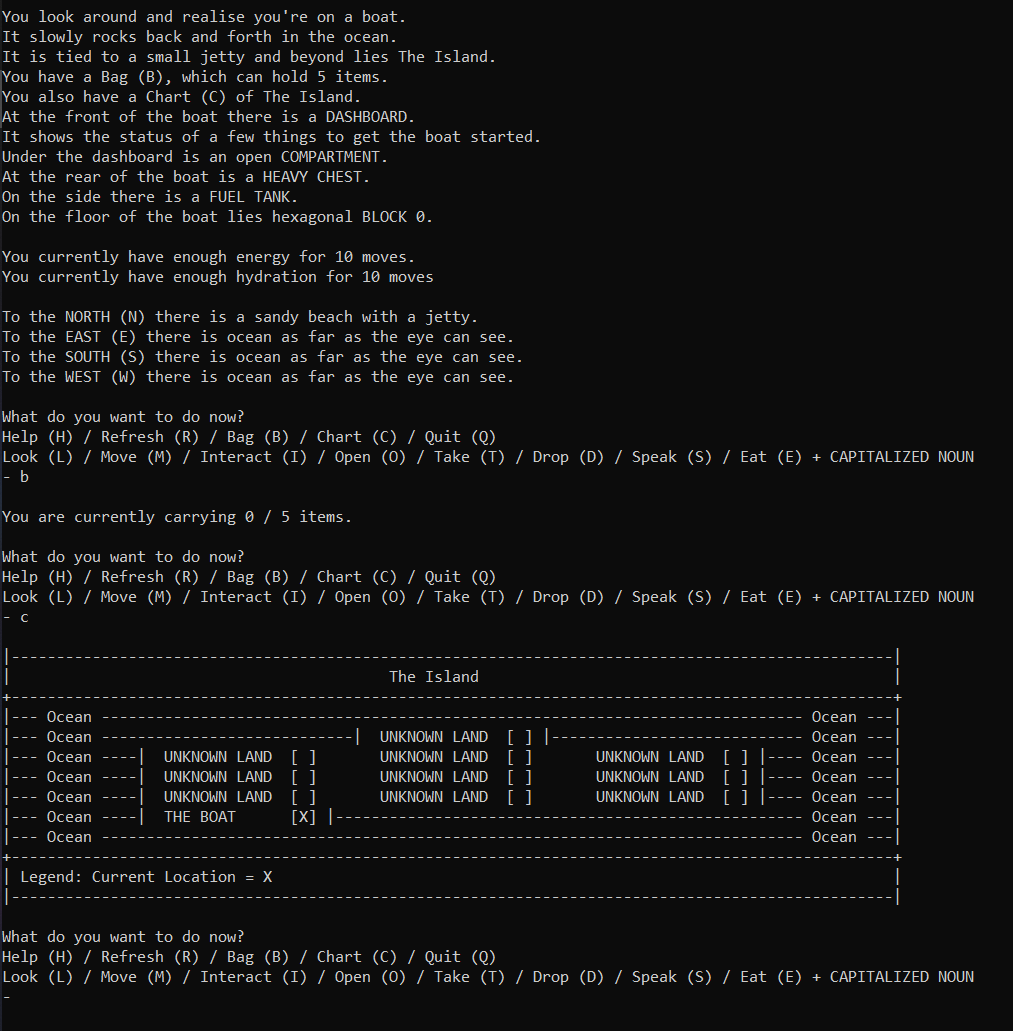 You look around and realise you're on a boat.
It slowly rocks back and forth in the ocean.
It is tied to a small jetty and beyond lies The Island.
You have a Bag (B), which can hold 5 items.
You also have a Chart (C) of The Island.
At the front of the boat there is a DASHBOARD.
It shows the status of a few things to get the boat started.
Under the dashboard is an open COMPARTMENT.
At the rear of the boat is a HEAVY CHEST.
On the side there is a FUEL TANK.
On the floor of the boat lies hexagonal BLOCK 0.

You currently have enough energy for 10 moves.
You currently have enough hydration for 10 moves

To the NORTH (N) there is a sandy beach with a jetty.
To the EAST (E) there is ocean as far as the eye can see.
To the SOUTH (S) there is ocean as far as the eye can see.
To the WEST (W) there is ocean as far as the eye can see.

What do you want to do now?
Help (H) / Refresh (R) / Bag (B) / Chart (C) / Quit (Q)
Look (L) / Move (M) / Interact (I) / Open (O) / Take (T) / Drop (D) / Speak (S) / Eat (E) + CAPITALIZED NOUN
- b

You are currently carrying 0 / 5 items.

What do you want to do now?
Help (H) / Refresh (R) / Bag (B) / Chart (C) / Quit (Q)
Look (L) / Move (M) / Interact (I) / Open (O) / Take (T) / Drop (D) / Speak (S) / Eat (E) + CAPITALIZED NOUN
- c

|--------------------------------------------------------------------------------------------------|
|                                          The Island                                              |
+--------------------------------------------------------------------------------------------------+
|--- Ocean ------------------------------------------------------------------------------ Ocean ---|
|--- Ocean ----------------------------|  UNKNOWN LAND  [ ] |---------------------------- Ocean ---|
|--- Ocean ----|  UNKNOWN LAND  [ ]       UNKNOWN LAND  [ ]       UNKNOWN LAND  [ ] |---- Ocean ---|
|--- Ocean ----|  UNKNOWN LAND  [ ]       UNKNOWN LAND  [ ]       UNKNOWN LAND  [ ] |---- Ocean ---|
|--- Ocean ----|  UNKNOWN LAND  [ ]       UNKNOWN LAND  [ ]       UNKNOWN LAND  [ ] |---- Ocean ---|
|--- Ocean ----|  THE BOAT      [X] |---------------------------------------------------- Ocean ---|
|--- Ocean ------------------------------------------------------------------------------ Ocean ---|
+--------------------------------------------------------------------------------------------------+
| Legend: Current Location = X                                                                     |
|--------------------------------------------------------------------------------------------------|

What do you want to do now?
Help (H) / Refresh (R) / Bag (B) / Chart (C) / Quit (Q)
Look (L) / Move (M) / Interact (I) / Open (O) / Take (T) / Drop (D) / Speak (S) / Eat (E) + CAPITALIZED NOUN
-